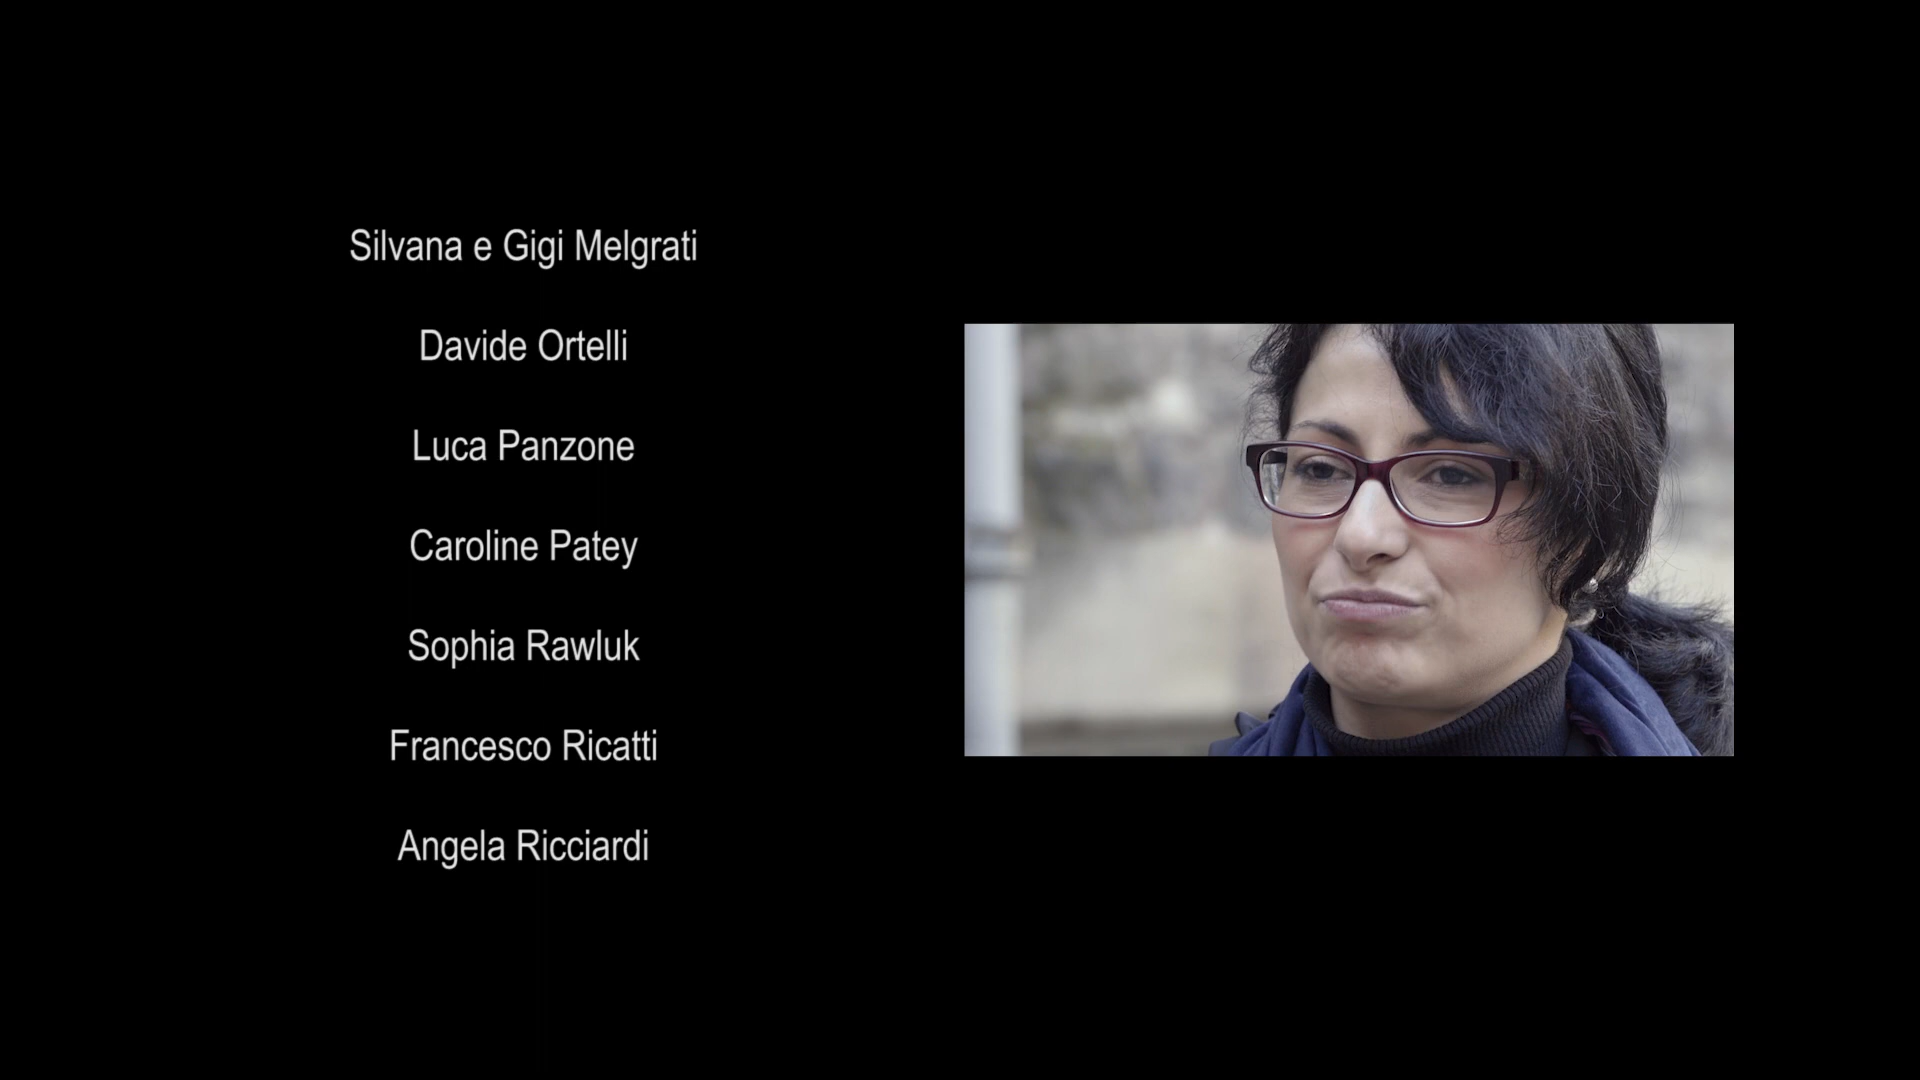 Silvana e Gigi Melgrati
Davide Ortelli
Luca Panzone
Caroline Patey
Sophia Rawluk
Francesco Ricatti
Angela Ricciardi